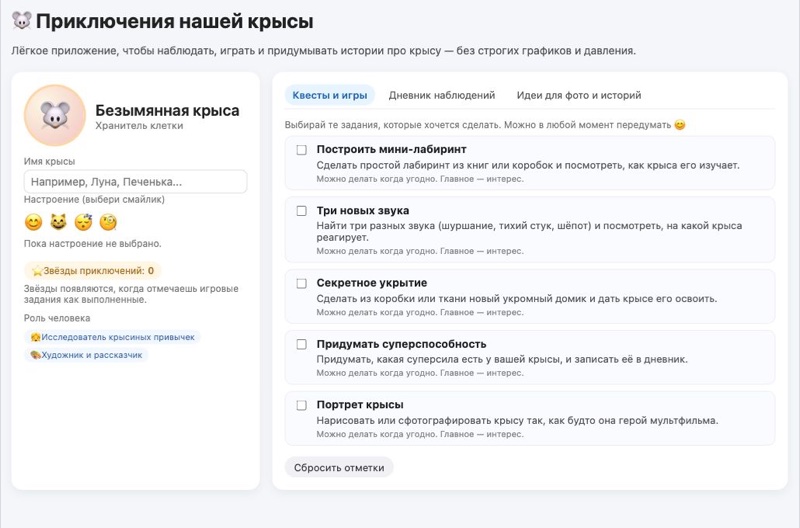 Приключения нашей крысы
Лёгкое приложение, чтобы наблюдать, играть и придумывать истории про крысу — без строгих графиков и давления.
Безымянная крыса
Хранитель клетки
Имя крысы
Например, Луна, Печенька...
Настроение (выбери смайлик)
Пока настроение не выбрано.
Звёзды приключений: 0
Звёзды появляются, когда отмечаешь игровые
задания как выполненные.
Роль человека
Исследователь крысиных привычек
Художник и рассказчик
Квесты и игры
Дневник наблюдений
Идеи для фото и историй
Выбирай те задания, которые хочется сделать. Можно в любой момент передумать
Построить мини-лабиринт
Сделать простой лабиринт из книг или коробок и посмотреть, как крыса его изучает.
Можно делать когда угодно. Главное — интерес.
Три новых звука
Найти три разных звука (шуршание, тихий стук, шёпот) и посмотреть, на какой крыса
реагирует.
Можно делать когда угодно. Главное — интерес.
Секретное укрытие
Сделать из коробки или ткани новый укромный домик и дать крысе его освоить.
Можно делать когда угодно. Главное — интерес.
Придумать суперспособность
Придумать, какая суперсила есть у вашей крысы, и записать её в дневник.
Можно делать когда угодно. Главное — интерес.
Портрет крысы
Нарисовать или сфотографировать крысу так, как будто она герой мультфильма.
Можно делать когда угодно. Главное — интерес.
Сбросить отметки